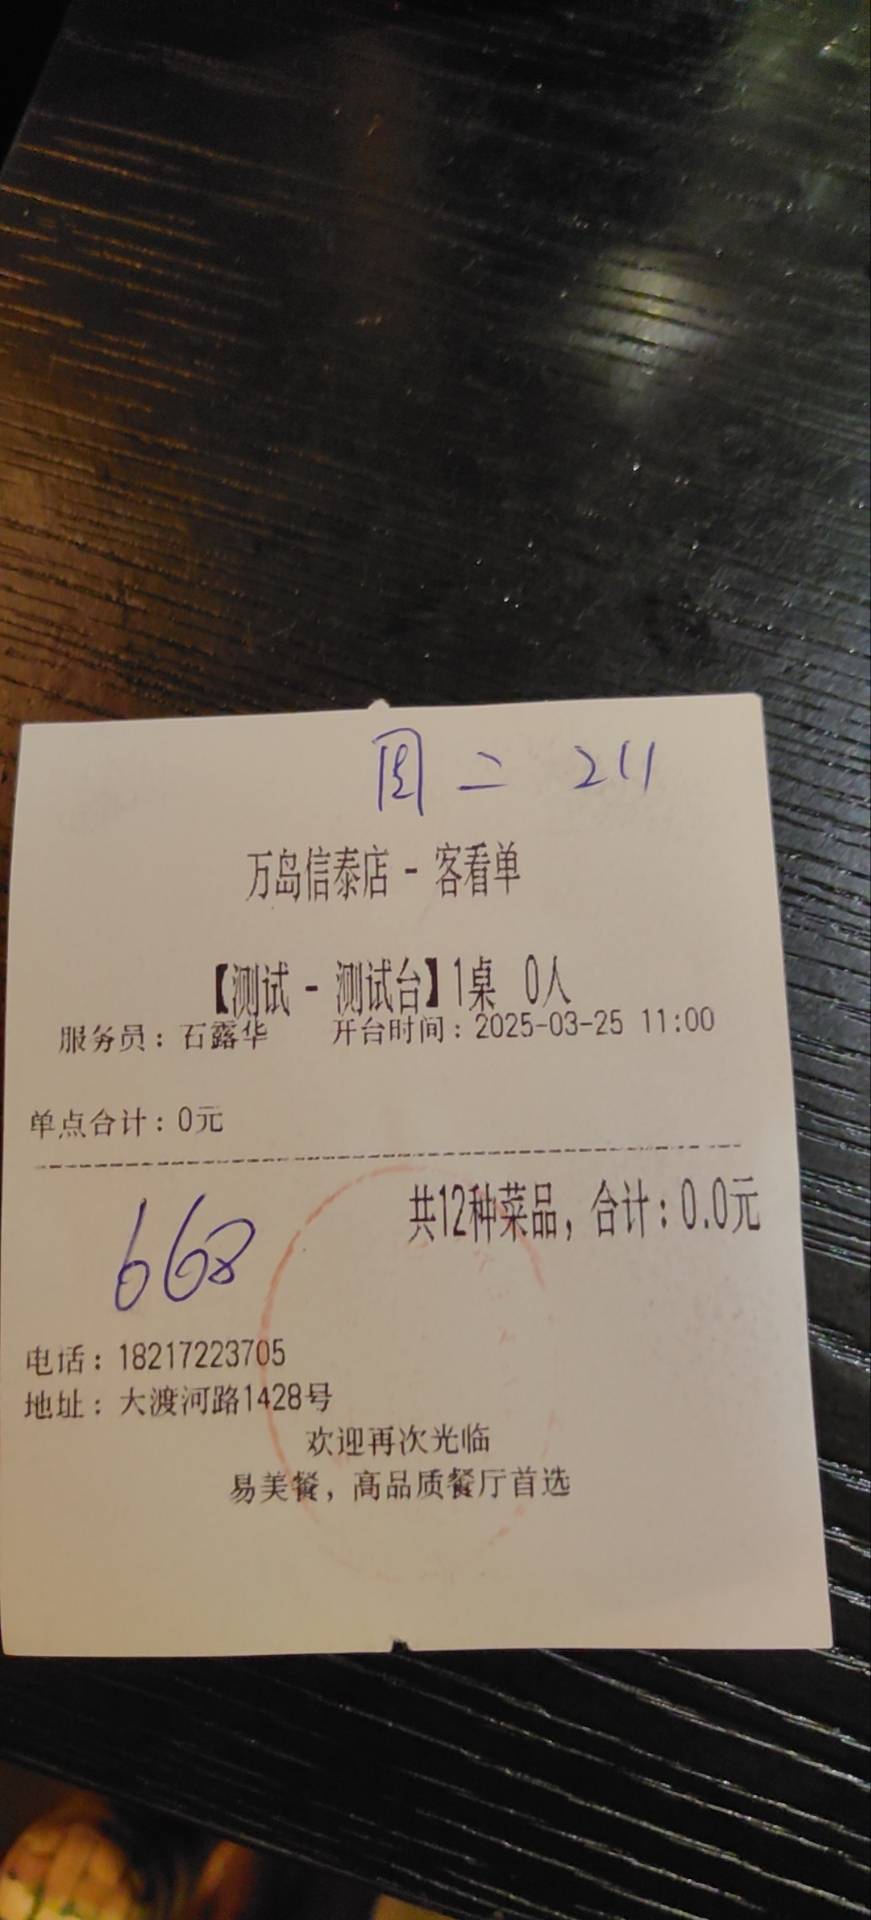 周二 211
万岛信泰店 - 客看单
【测试 - 测试台】1桌 0人
服务员：石露华 开台时间：2025-03-25 11:00
单点合计：0元
共12种菜品，合计：0.0元
668
电话：18217223705
地址：大渡河路1428号
欢迎再次光临
易美餐，高品质餐厅首选